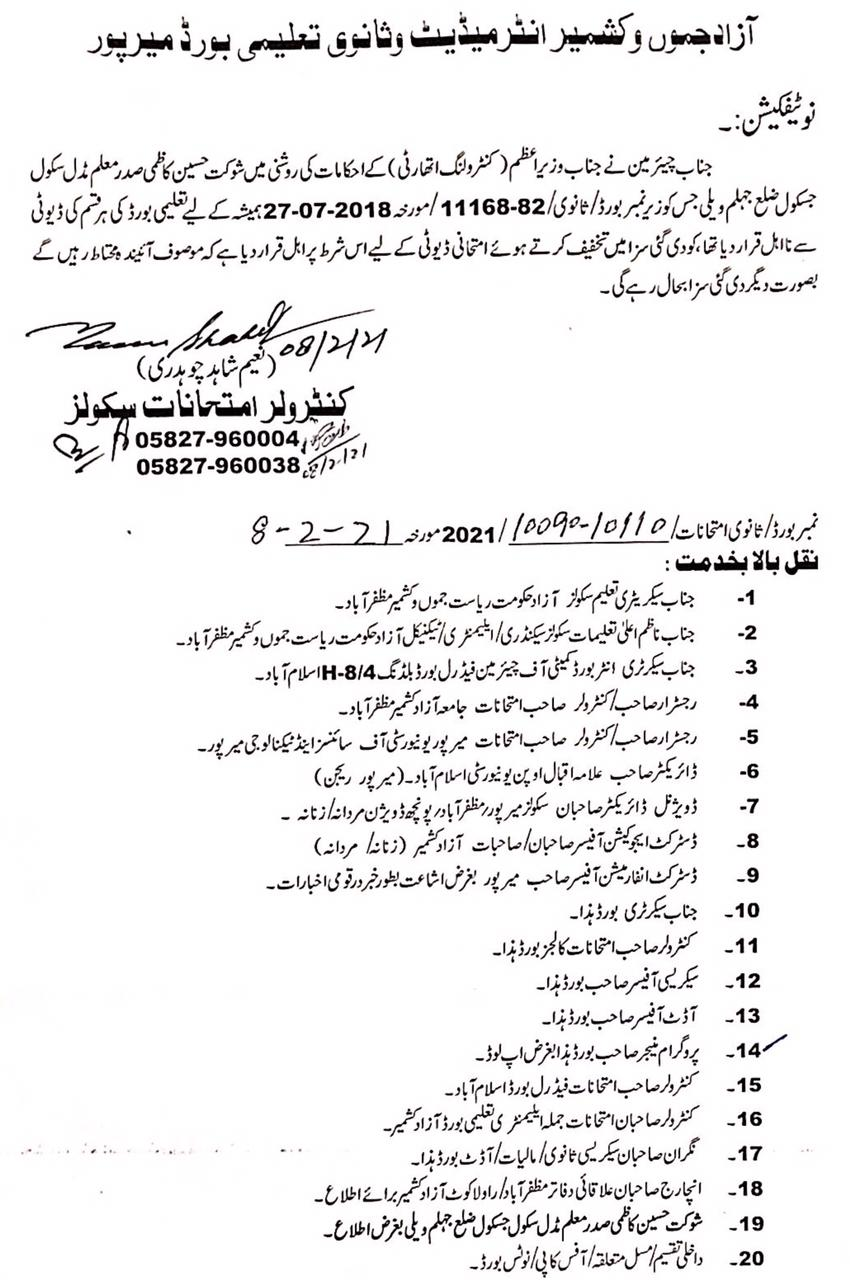 آزاد جموں و کشمیر انٹرمیڈیٹ و ثانوی تعلیمی بورڈ میرپور
نوٹیفکیشن:۔
جناب چیئرمین نے جناب وزیراعظم (کنٹرولنگ اتھارٹی) کے احکامات کی روشنی میں شوکت حسین کاظمی صدر معلم مڈل سکول
جسکول ضلع جہلم ویلی جس کو زیر نمبر بورڈ/ثانوی/11168-82/مورخہ 27-07-2018 ہمیشہ کے لیے تعلیمی بورڈ کی ہر قسم کی ڈیوٹی
سے نااہل قرار دیا تھا، کو دی گئی سزا میں تخفیف کرتے ہوئے امتحانی ڈیوٹی کے لیے اس شرط پر اہل قرار دیا ہے کہ موصوف آئیندہ محتاط رہیں گے
بصورت دیگر دی گئی سزا بحال رہے گی۔
08/2/21
(نعیم شاہد چوہدری)
کنٹرولر امتحانات سکولز
05827-960004
05827-960038
نمبر بورڈ/ثانوی امتحانات/10090-10110/2021 مورخہ 8-2-21
نقل بالا بخدمت :
1- جناب سیکریٹری تعلیم سکولز آزاد حکومت ریاست جموں و کشمیر مظفرآباد۔
2- جناب ناظم اعلیٰ تعلیمات سکولز سیکنڈری/ایلیمنٹری/ٹیکنیکل آزاد حکومت ریاست جموں و کشمیر مظفرآباد۔
3۔ جناب سیکرٹری انٹر بورڈ کمیٹی آف چیئرمین فیڈرل بورڈ بلڈنگ H-8/4 اسلام آباد۔
4- رجسٹرار صاحب/کنٹرولر صاحب امتحانات جامعہ آزاد کشمیر مظفرآباد۔
5- رجسٹرار صاحب/کنٹرولر صاحب امتحانات میرپور یونیورسٹی آف سائنسز اینڈ ٹیکنالوجی میرپور۔
6- ڈائریکٹر صاحب علامہ اقبال اوپن یونیورسٹی اسلام آباد۔(میرپور ریجن)
7- ڈویژنل ڈائریکٹر صاحبان سکولز میرپور/مظفرآباد/پونچھ ڈویژن مردانہ/زنانہ ۔
8۔ ڈسٹرکٹ ایجوکیشن آفیسر صاحبان/صاحبات آزاد کشمیر (زنانہ/ مردانہ)
9۔ ڈسٹرکٹ انفارمیشن آفیسر صاحب میرپور بغرض اشاعت بطور خبر در قومی اخبارات۔
10۔ جناب سیکرٹری بورڈ ہذا۔
11۔ کنٹرولر صاحب امتحانات کالجز بورڈ ہذا۔
12۔ سیکریسی آفیسر صاحب بورڈ ہذا۔
13۔ آڈٹ آفیسر صاحب بورڈ ہذا۔
14۔ پروگرام منیجر صاحب بورڈ ہذا بغرض اپ لوڈ۔
15۔ کنٹرولر صاحب امتحانات فیڈرل بورڈ اسلام آباد۔
16۔ کنٹرولر صاحبان امتحانات جملہ ایلیمنٹری تعلیمی بورڈ آزاد کشمیر۔
17۔ نگران صاحبان سیکریسی ثانوی/مالیات/آڈٹ بورڈ ہذا۔
18۔ انچارج صاحبان علاقائی دفاتر مظفرآباد/راولاکوٹ آزاد کشمیر برائے اطلاع۔
19۔ شوکت حسین کاظمی صدر معلم مڈل سکول جسکول ضلع جہلم ویلی بغرض اطلاع۔
20۔ داخلی تقسیم/مسل متعلقہ/آفس کاپی/نوٹس بورڈ۔